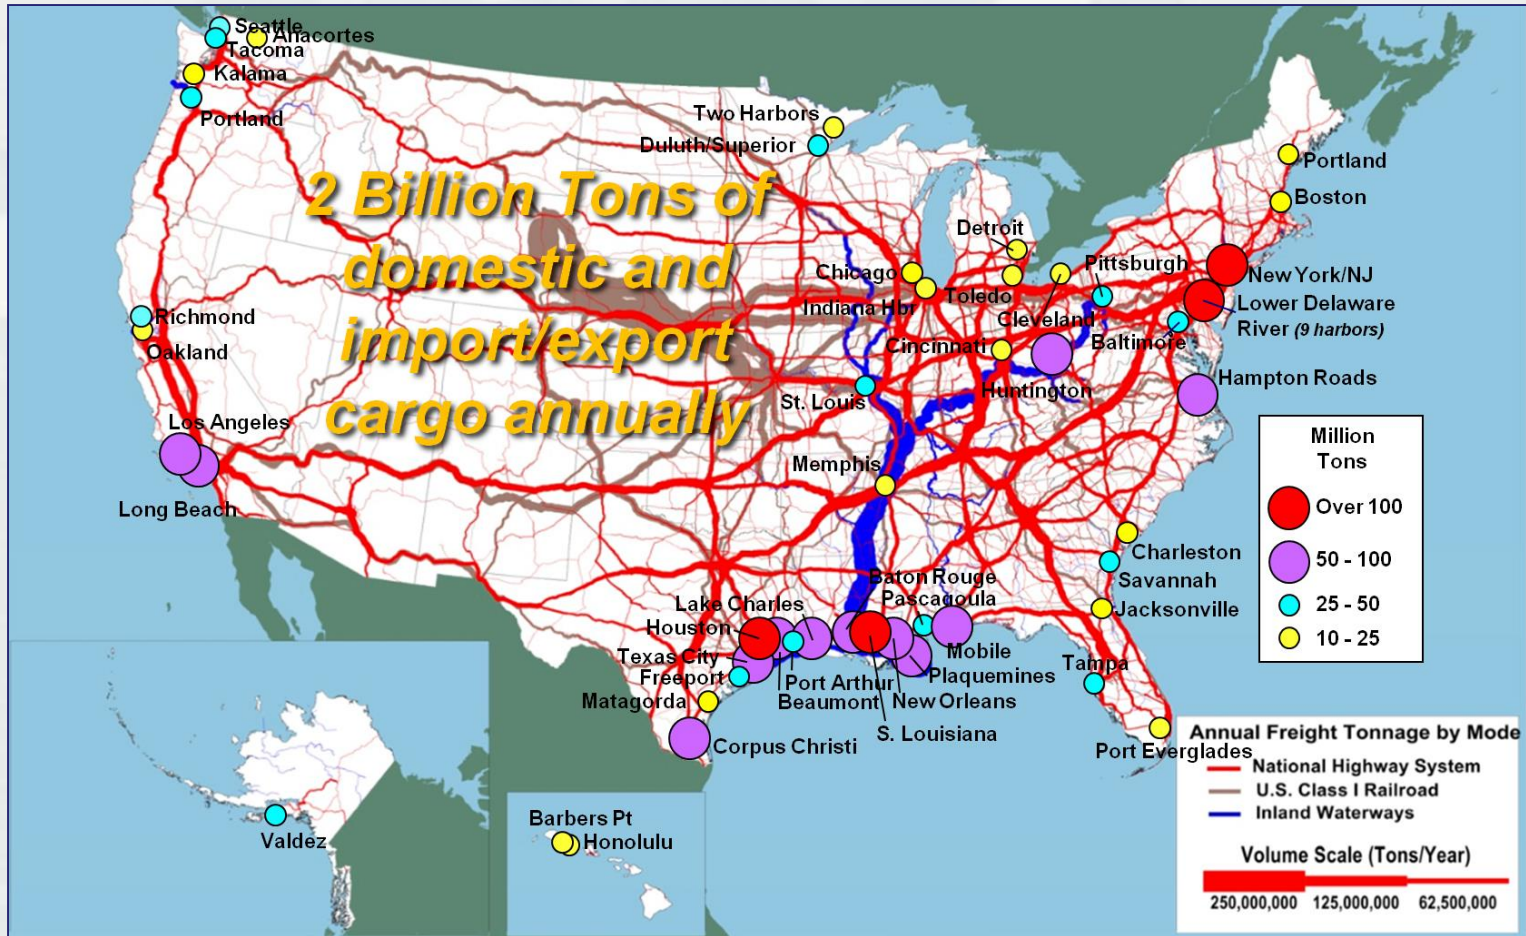 Seattle
Anacortes
Tacoma
Kalama
Portland
Two Harbors
Duluth/Superior
Portland
Boston
2 Billion Tons of
domestic and
import/export
cargo annually
Detroit
Chicago
Pittsburgh
New York/NJ
Indiana Hbr
Toledo
Lower Delaware
River (9 harbors)
Cleveland
Richmond
Oakland
Cincinnati
Baltimore
Huntington
Hampton Roads
St. Louis
Los Angeles
Long Beach
Memphis
Million
Tons
Over 100
50 - 100
25 - 50
10 - 25
Charleston
Savannah
Jacksonville
Baton Rouge
Pascagoula
Lake Charles
Houston
Texas City
Freeport
Matagorda
Port Arthur
Beaumont
Mobile
Plaquemines
New Orleans
S. Louisiana
Corpus Christi
Tampa
Port Everglades
Annual Freight Tonnage by Mode
National Highway System
U.S. Class I Railroad
Inland Waterways
Volume Scale (Tons/Year)
250,000,000 125,000,000 62,500,000
Valdez
Barbers Pt
Honolulu